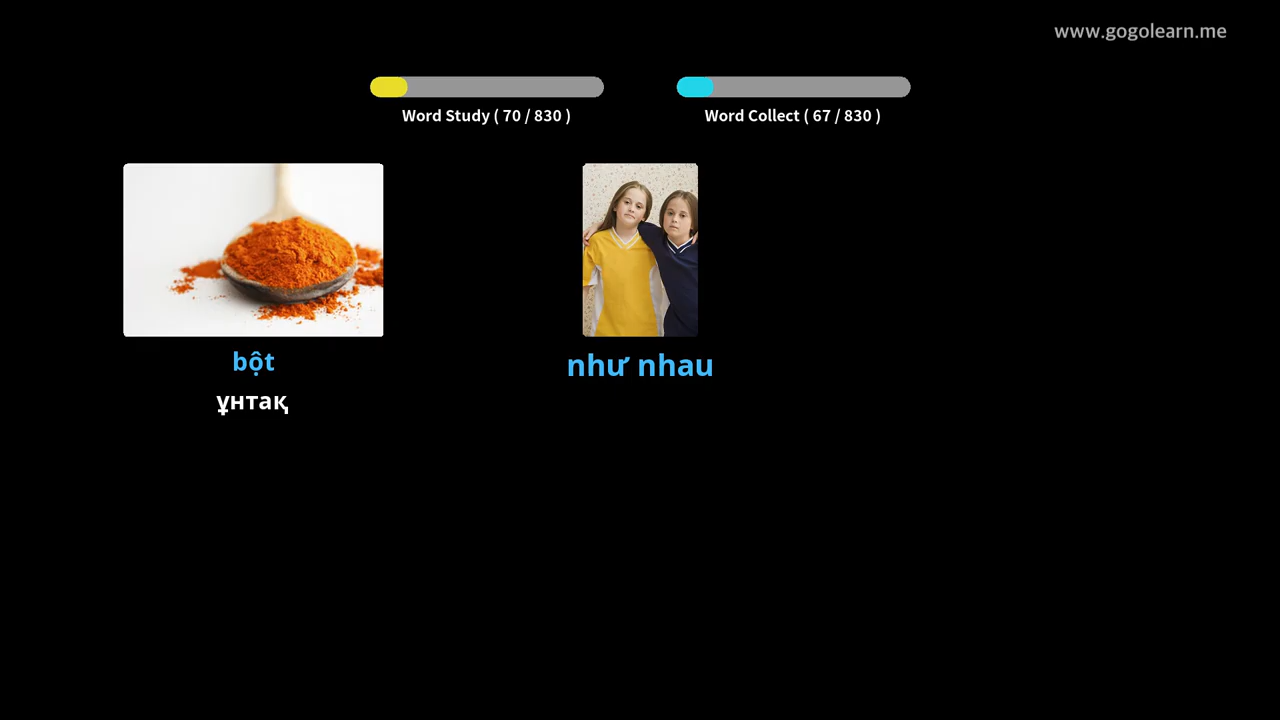 www.gogolearn.me
Word Study ( 70 / 830 )
Word Collect ( 67 / 830 )
bột
ұнтақ
như nhau